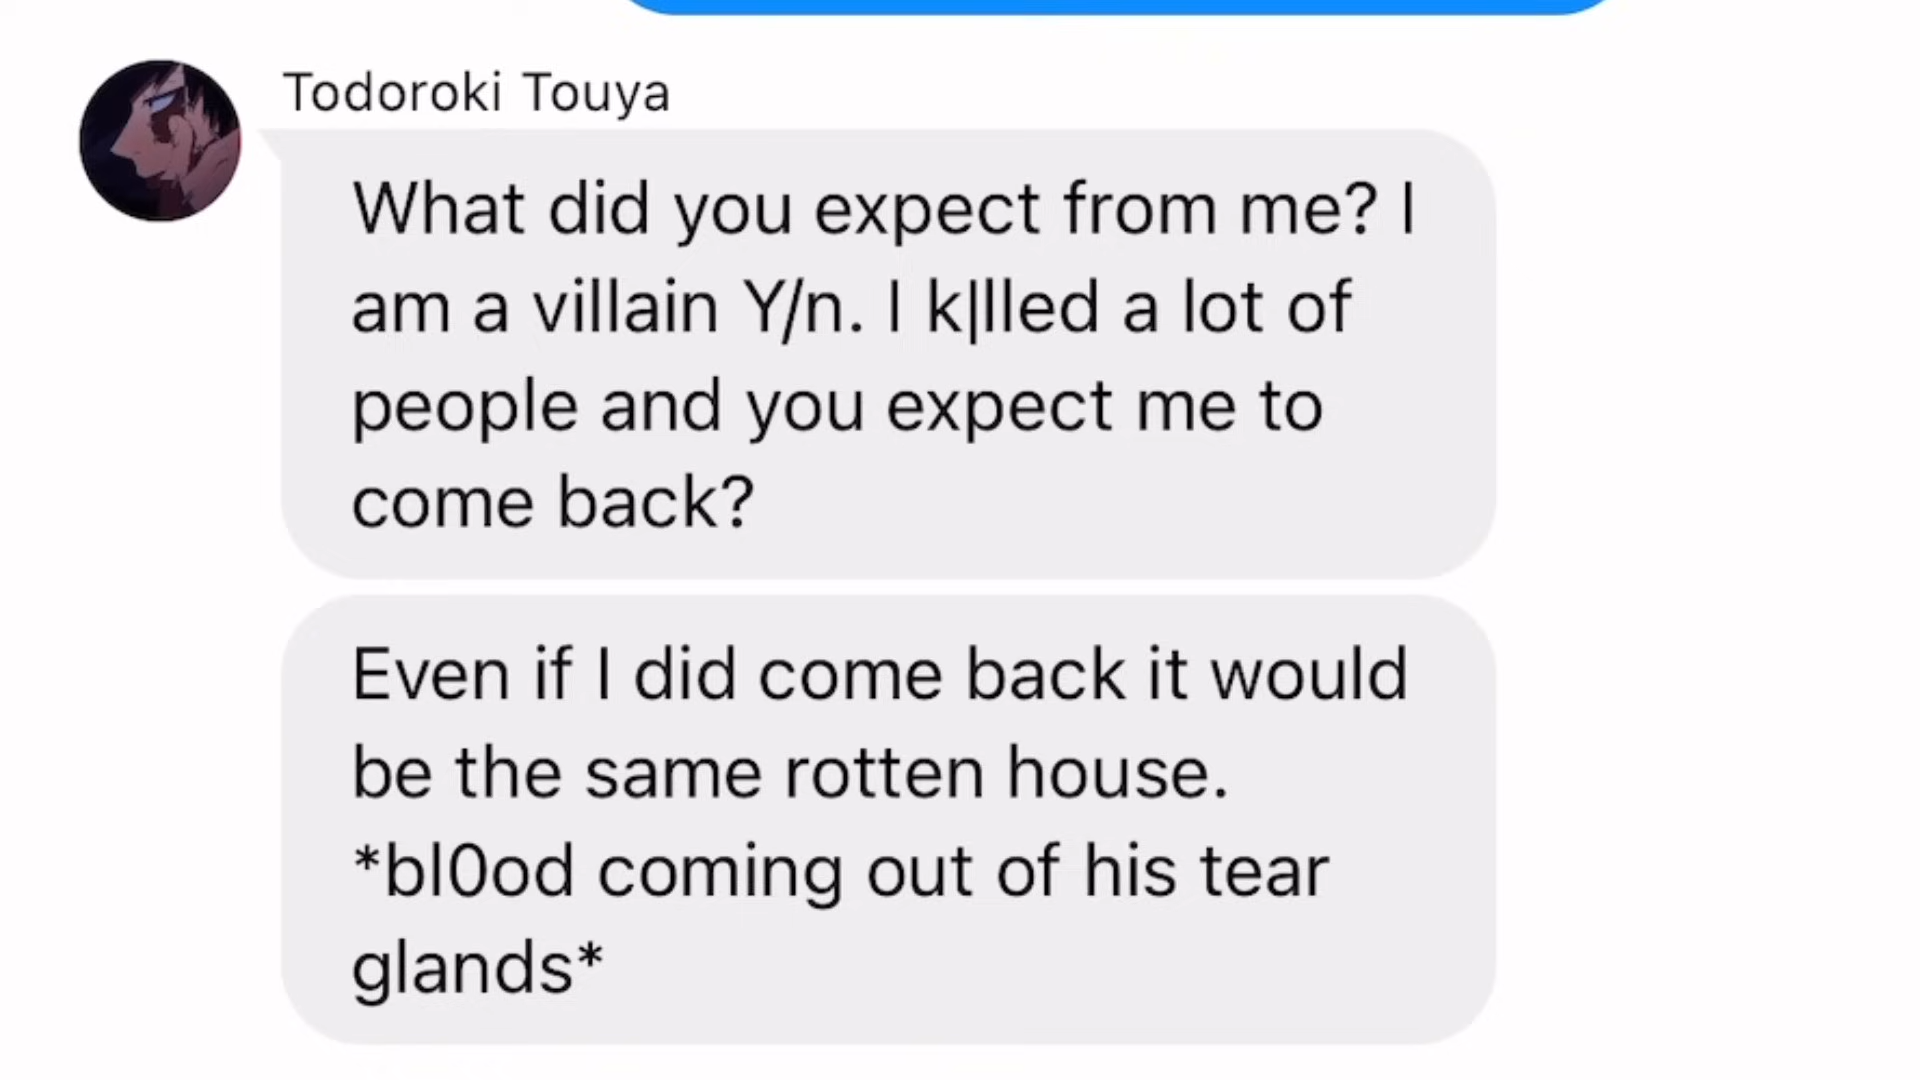 Todoroki Touya
What did you expect from me? I
am a villain Y/n. I k|lled a lot of
people and you expect me to
come back?
Even if I did come back it would
be the same rotten house.
*bl0od coming out of his tear
glands*